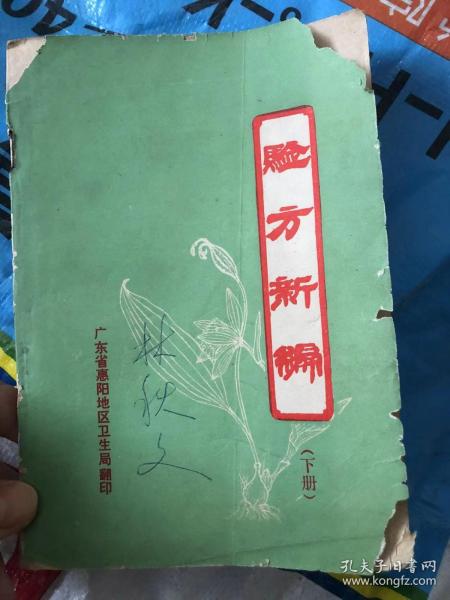 验方新编
(下册)
林秋文
广东省惠阳地区卫生局翻印
孔夫子旧书网
www.kongfz.com